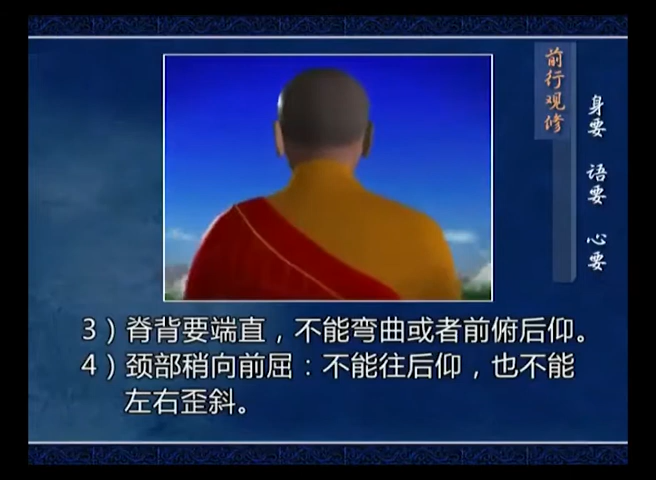 前行观修
身要 语要 心要
3）脊背要端直，不能弯曲或者前俯后仰。
4）颈部稍向前屈：不能往后仰，也不能
左右歪斜。